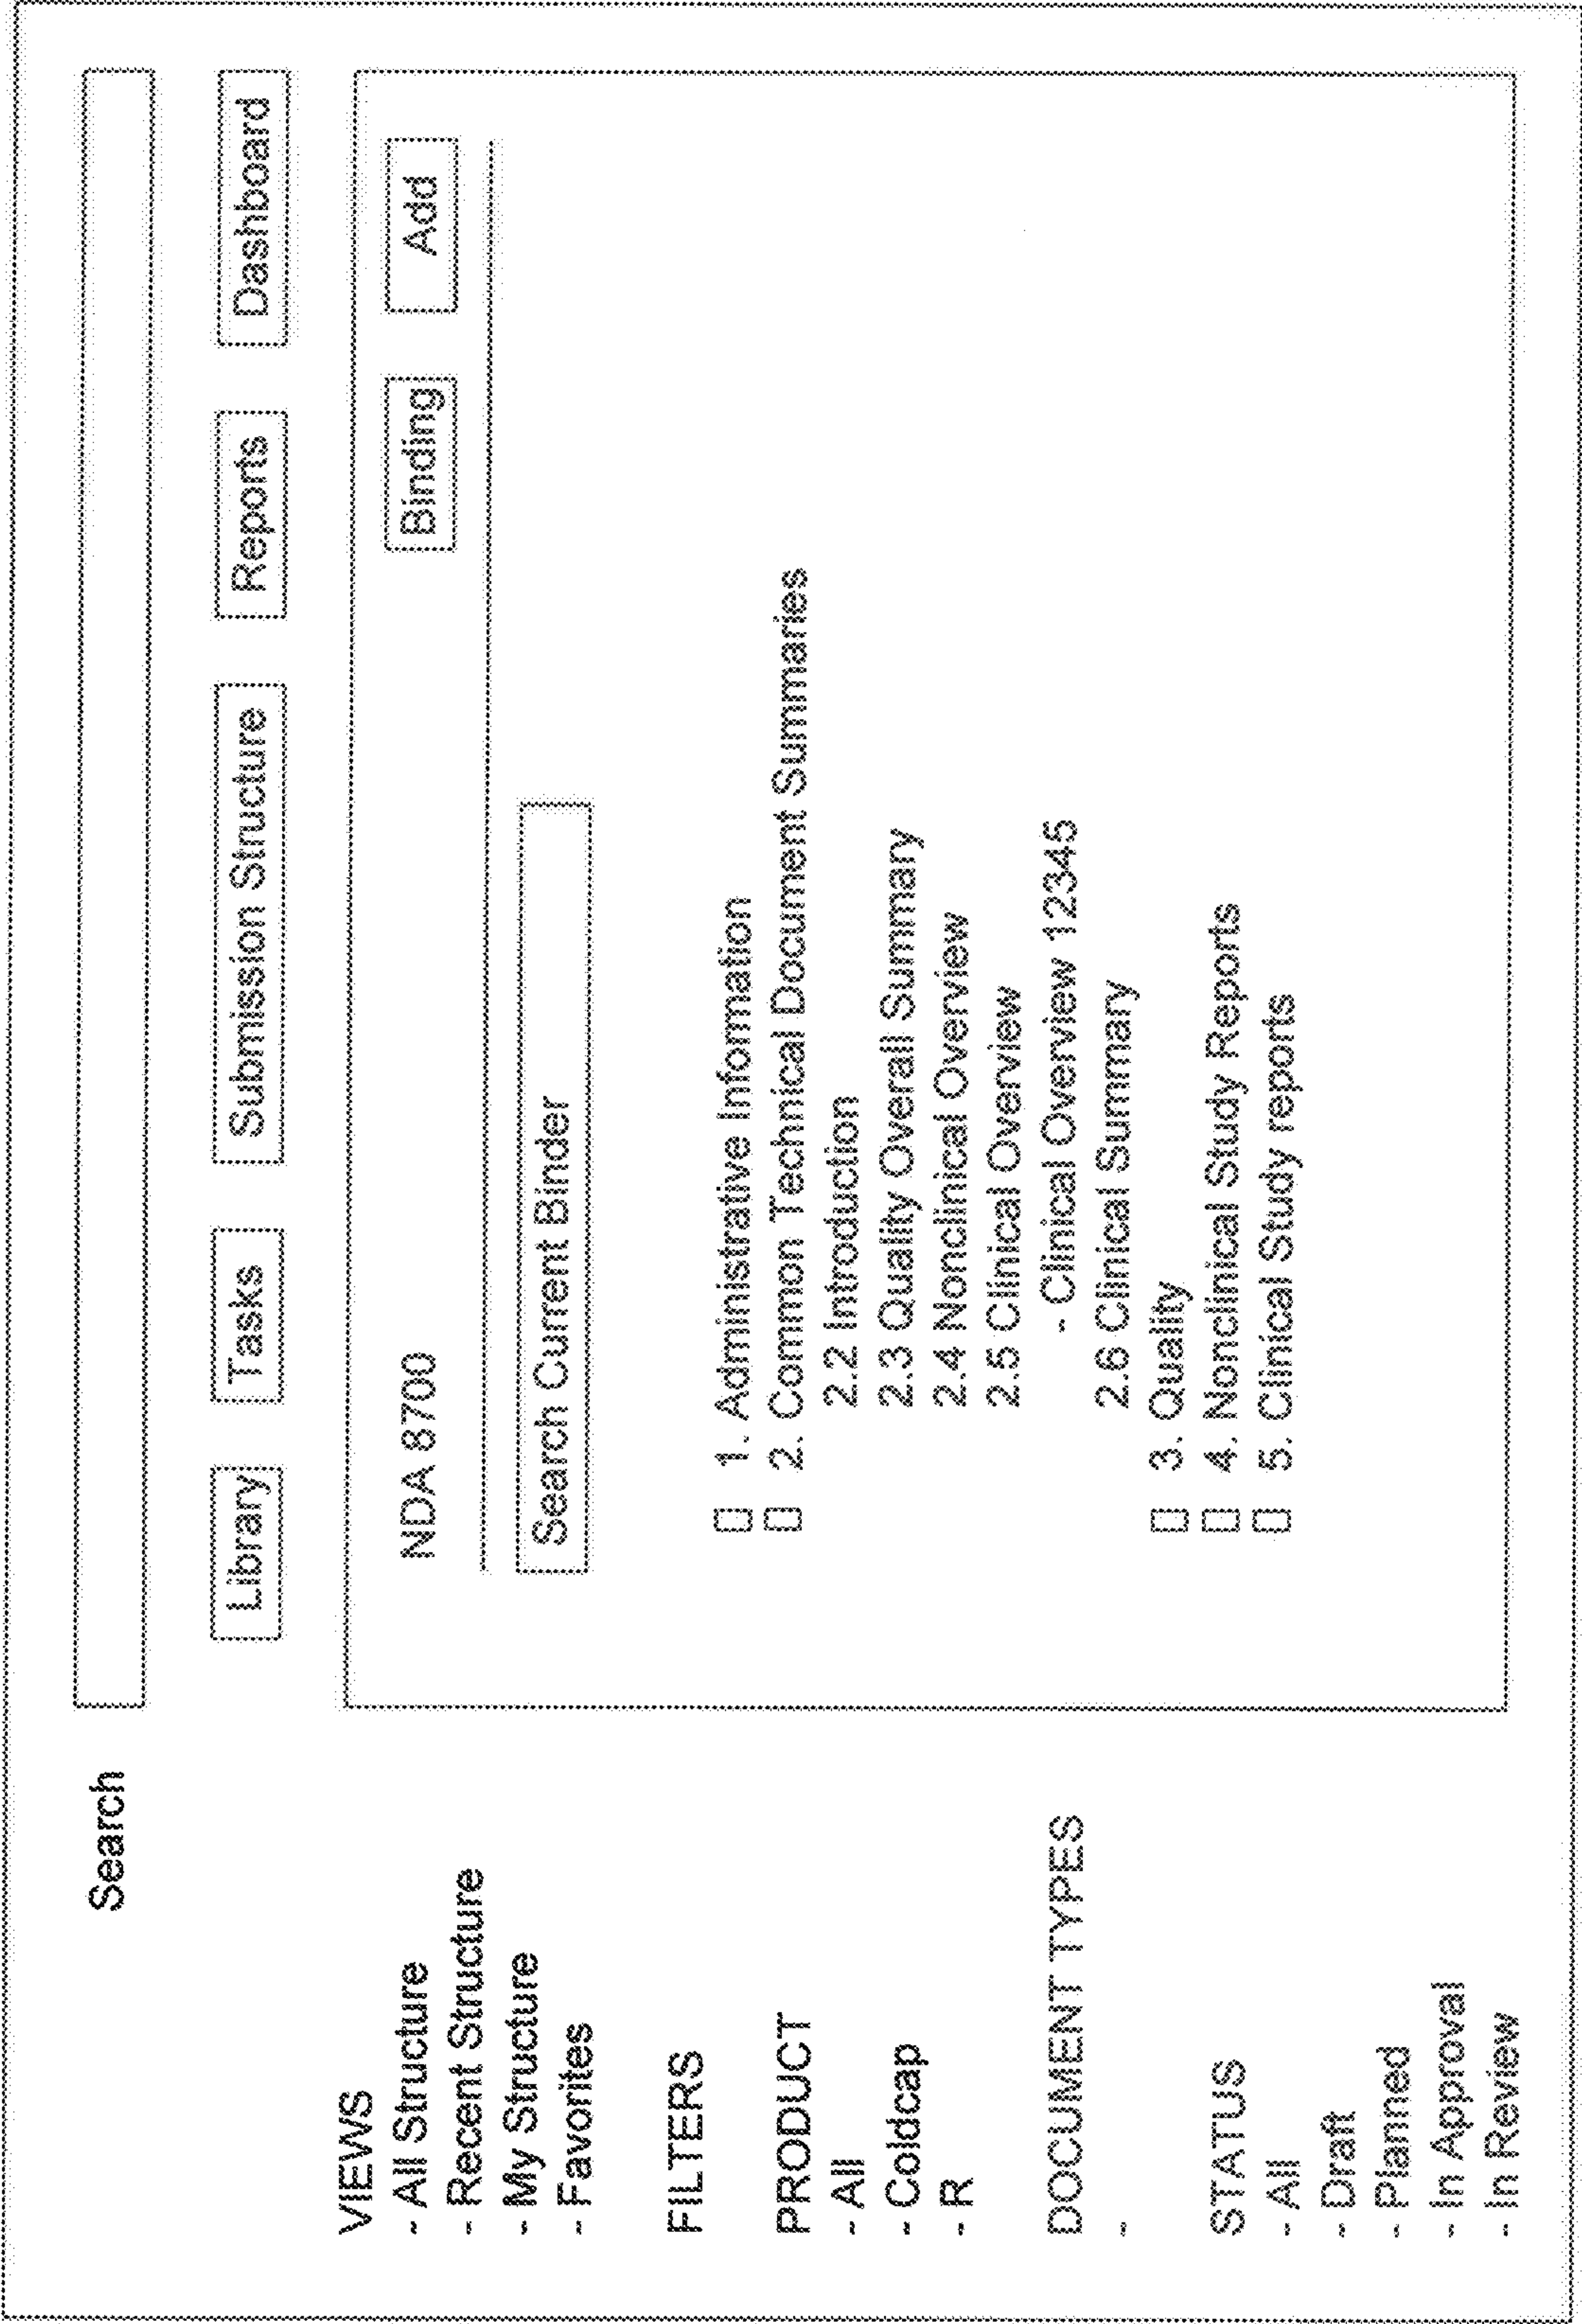 Search
Library Tasks Submission Structure Reports Dashboard
VIEWS
- All Structure
- Recent Structure
- My Structure
- Favorites
FILTERS
PRODUCT
- All
- Coldcap
- R
DOCUMENT TYPES
-
STATUS
- All
- Draft
- Planned
- In Approval
- In Review
NDA 8700 Binding Add
Search Current Binder
1. Administrative Information
2. Common Technical Document Summaries
2.2 Introduction
2.3 Quality Overall Summary
2.4 Nonclinical Overview
2.5 Clinical Overview
- Clinical Overview 12345
2.6 Clinical Summary
3. Quality
4. Nonclinical Study Reports
5. Clinical Study reports